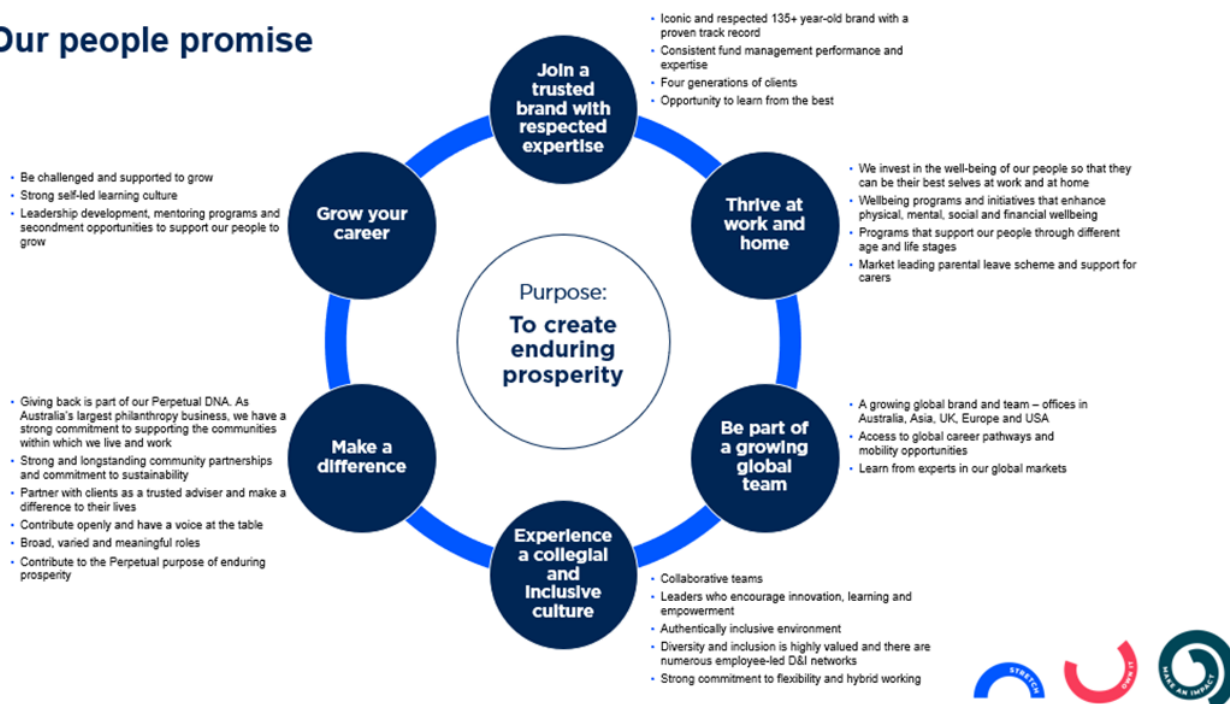 Our people promise
Join a
trusted
brand with
respected
expertise
• Iconic and respected 135+ year-old brand with a
proven track record
• Consistent fund management performance and
expertise
• Four generations of clients
• Opportunity to learn from the best
Thrive at
work and
home
• We invest in the well-being of our people so that they
can be their best selves at work and at home
• Wellbeing programs and initiatives that enhance
physical, mental, social and financial wellbeing
• Programs that support our people through different
age and life stages
• Market leading parental leave scheme and support for
carers
Be part of
a growing
global
team
• A growing global brand and team – offices in
Australia, Asia, UK, Europe and USA
• Access to global career pathways and
mobility opportunities
• Learn from experts in our global markets
Experience
a collegial
and
inclusive
culture
• Collaborative teams
• Leaders who encourage innovation, learning and
empowerment
• Authentically inclusive environment
• Diversity and inclusion is highly valued and there are
numerous employee-led D&I networks
• Strong commitment to flexibility and hybrid working
Make a
difference
• Giving back is part of our Perpetual DNA. As
Australia's largest philanthropy business, we have a
strong commitment to supporting the communities
within which we live and work
• Strong and longstanding community partnerships
and commitment to sustainability
• Partner with clients as a trusted adviser and make a
difference to their lives
• Contribute openly and have a voice at the table
• Broad, varied and meaningful roles
• Contribute to the Perpetual purpose of enduring
prosperity
Grow your
career
• Be challenged and supported to grow
• Strong self-led learning culture
• Leadership development, mentoring programs and
secondment opportunities to support our people to
grow
Purpose:
To create
enduring
prosperity
STRETCH
OWN IT
MAKE AN IMPACT